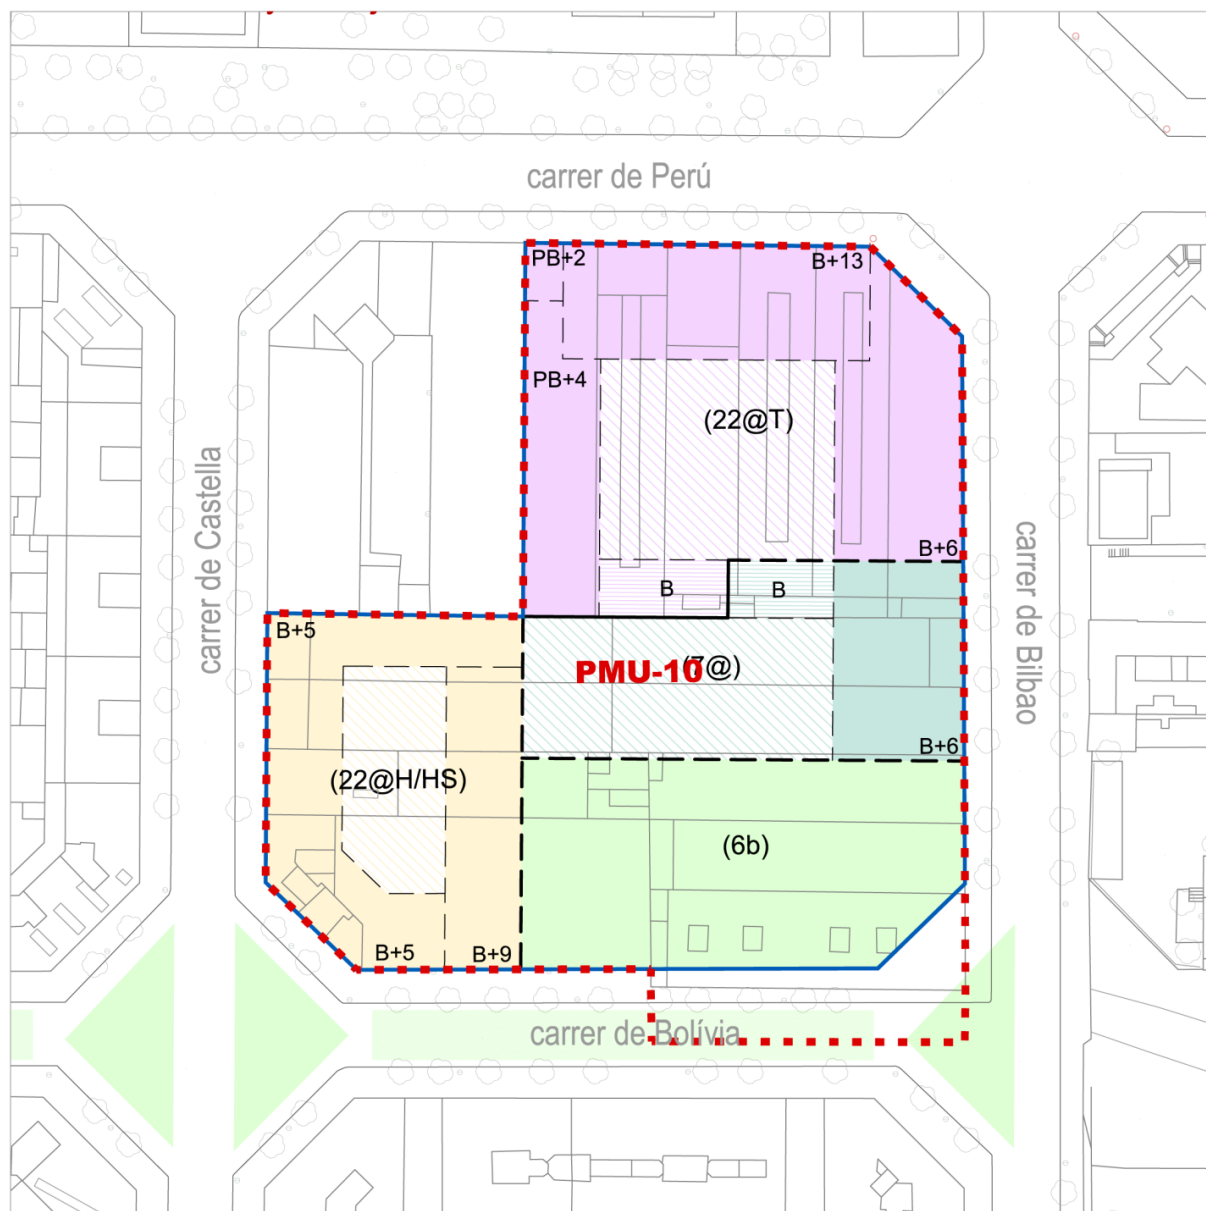 carrer de Perú
PB+2
B+13
PB+4
(22@T)
carrer de Castella
B+6
carrer de Bilbao
B
B
B+5
PMU-10
(7@)
B+6
(22@H/HS)
(6b)
B+5
B+9
carrer de Bolívia